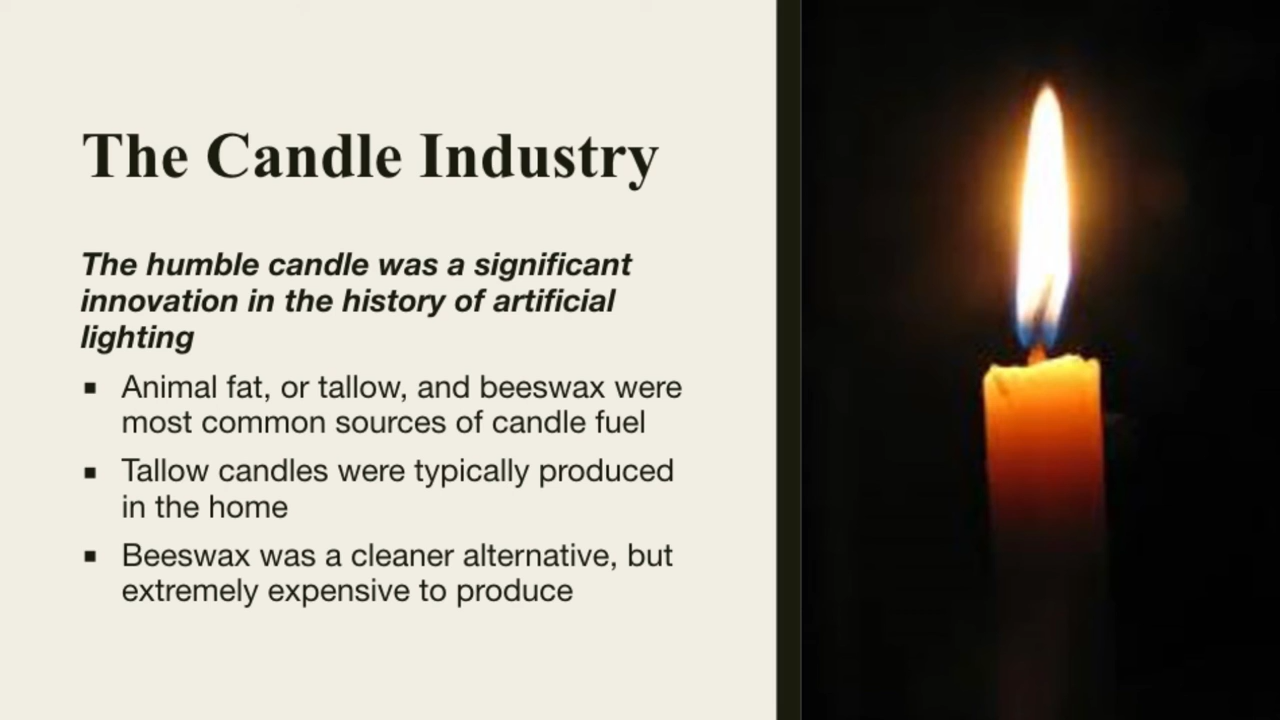 The Candle Industry
The humble candle was a significant
innovation in the history of artificial
lighting
▪ Animal fat, or tallow, and beeswax were
most common sources of candle fuel
▪ Tallow candles were typically produced
in the home
▪ Beeswax was a cleaner alternative, but
extremely expensive to produce